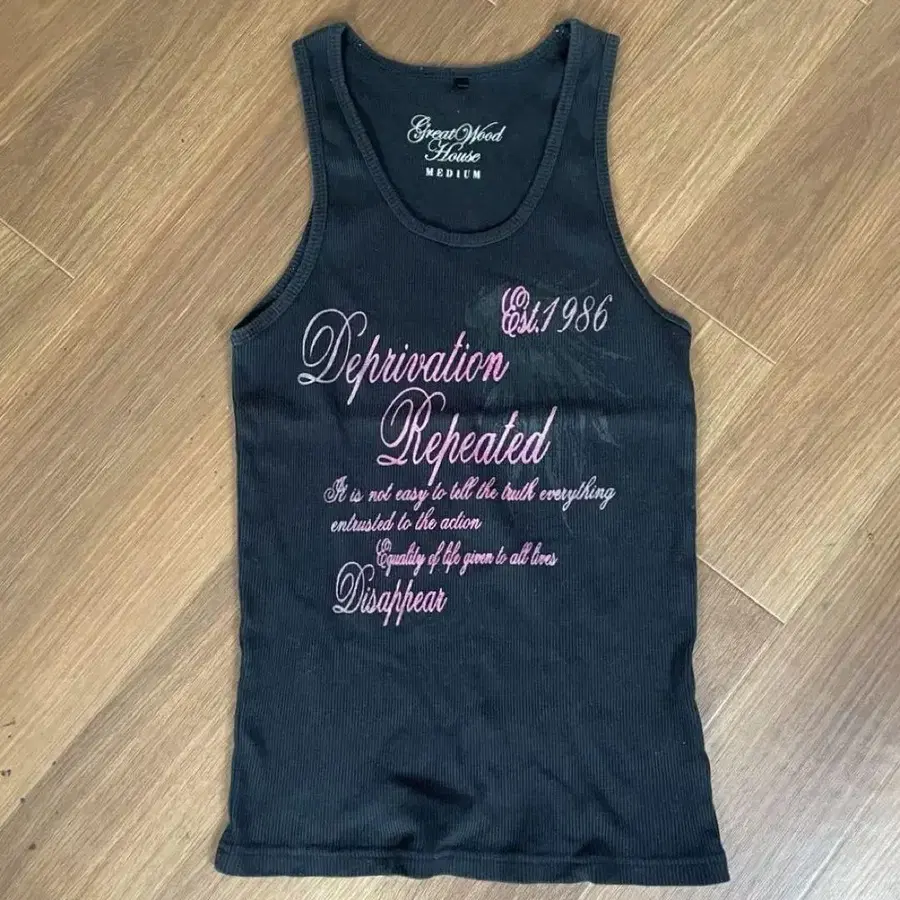 Great Wood
House
MEDIUM
Est.1986
Deprivation
Repeated
It is not easy to tell the truth everything
entrusted to the action
Equality of life given to all lives
Disappear